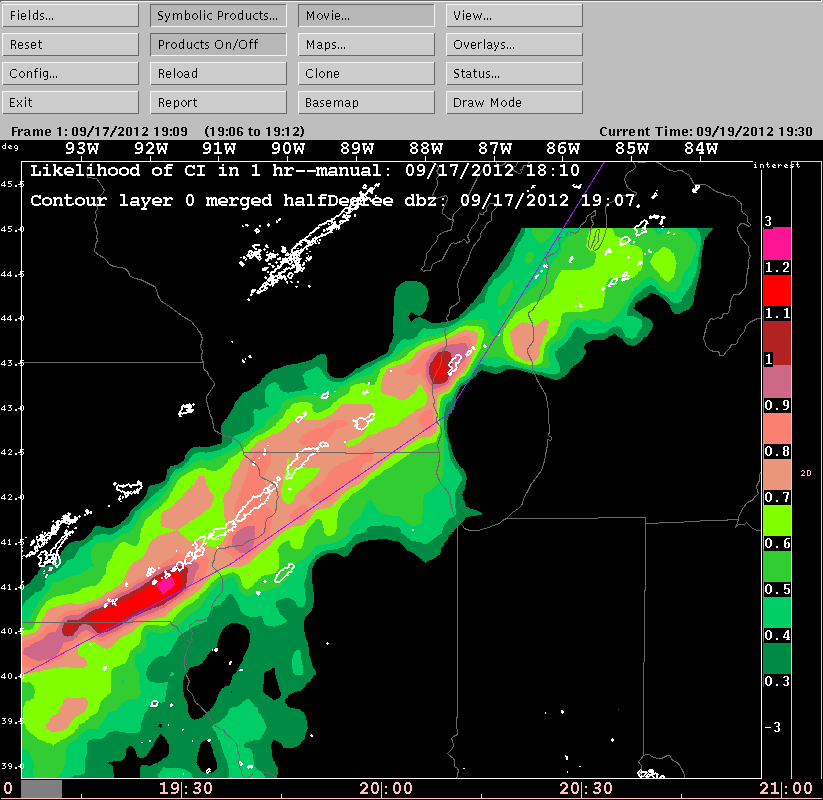 Fields... Symbolic Products... Movie... View...
Reset Products On/Off Maps... Overlays...
Config... Reload Clone Status...
Exit Report Basemap Draw Mode
Frame 1: 09/17/2012 19:09 (19:06 to 19:12) Current Time: 09/19/2012 19:30
deg 93W 92W 91W 90W 89W 88W 87W 86W 85W 84W
interest
Likelihood of CI in 1 hr--manual: 09/17/2012 18:10
45.5
Contour layer 0 merged halfDegree dbz: 09/17/2012 19:07
3
45.0
1.2
44.5
1.1
44.0
1
43.5
0.9
43.0
0.8
42.5
2D
0.7
42.0
0.6
41.5
0.5
41.0
0.4
40.5
0.3
40.0
-3
39.5
39.0
0 19:30 20:00 20:30 21:00